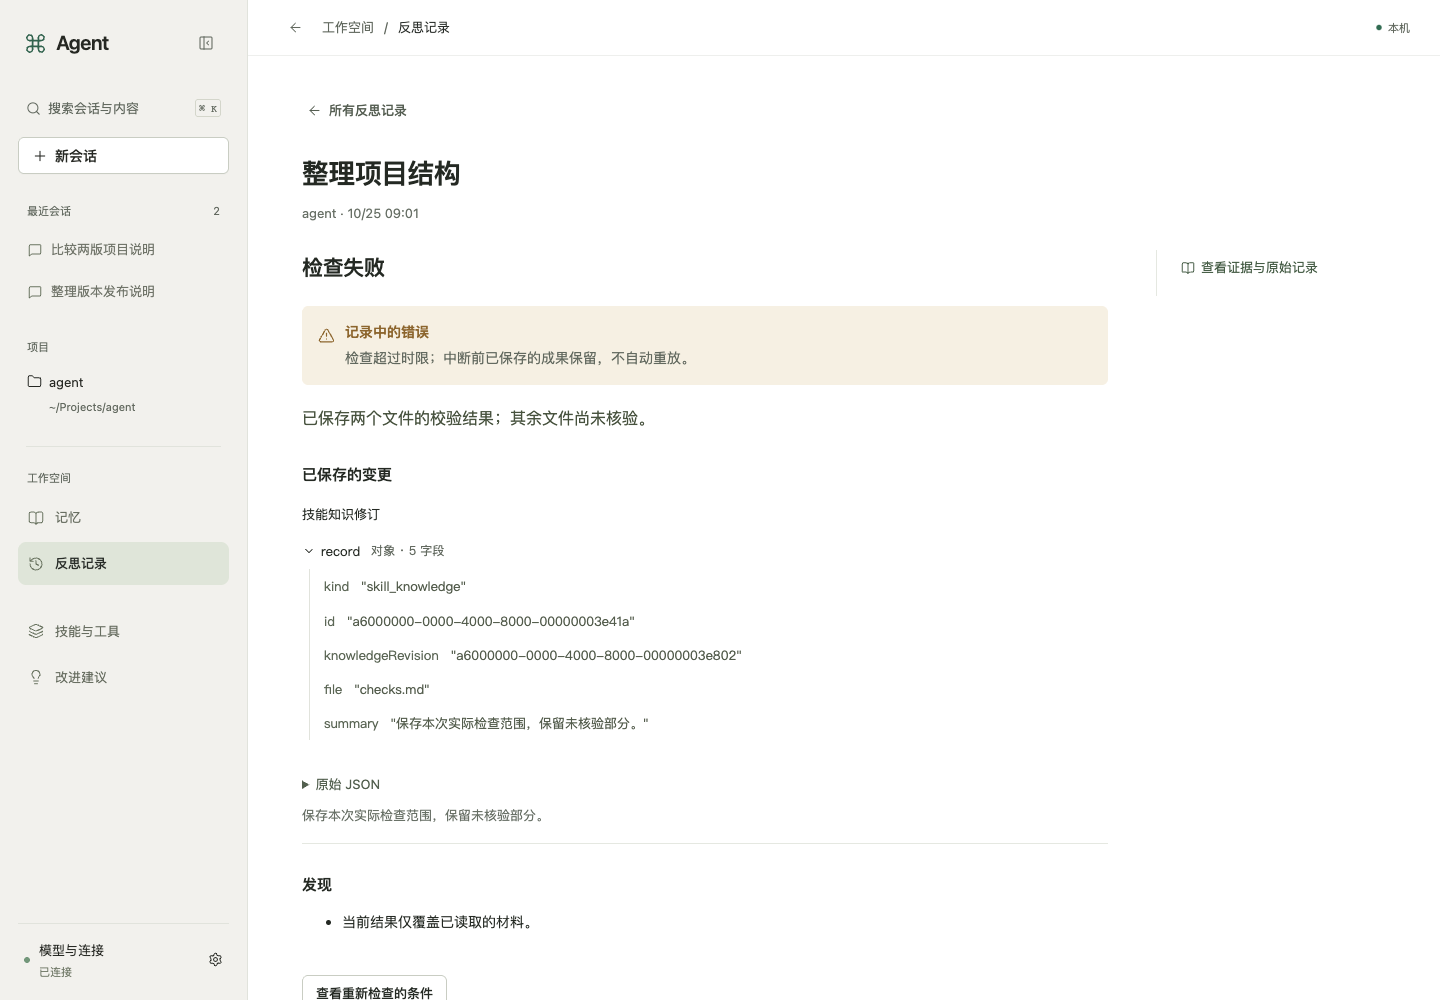 Agent
搜索会话与内容 ⌘ K
新会话
最近会话 2
比较两版项目说明
整理版本发布说明
项目
agent
~/Projects/agent
工作空间
记忆
反思记录
技能与工具
改进建议
模型与连接
已连接
工作空间 / 反思记录
本机
所有反思记录
整理项目结构
agent · 10/25 09:01
检查失败
查看证据与原始记录
记录中的错误
检查超过时限；中断前已保存的成果保留，不自动重放。
已保存两个文件的校验结果；其余文件尚未核验。
已保存的变更
技能知识修订
record 对象 · 5 字段
kind "skill_knowledge"
id "a6000000-0000-4000-8000-00000003e41a"
knowledgeRevision "a6000000-0000-4000-8000-00000003e802"
file "checks.md"
summary "保存本次实际检查范围，保留未核验部分。"
原始 JSON
保存本次实际检查范围，保留未核验部分。
发现
• 当前结果仅覆盖已读取的材料。
查看重新检查的条件